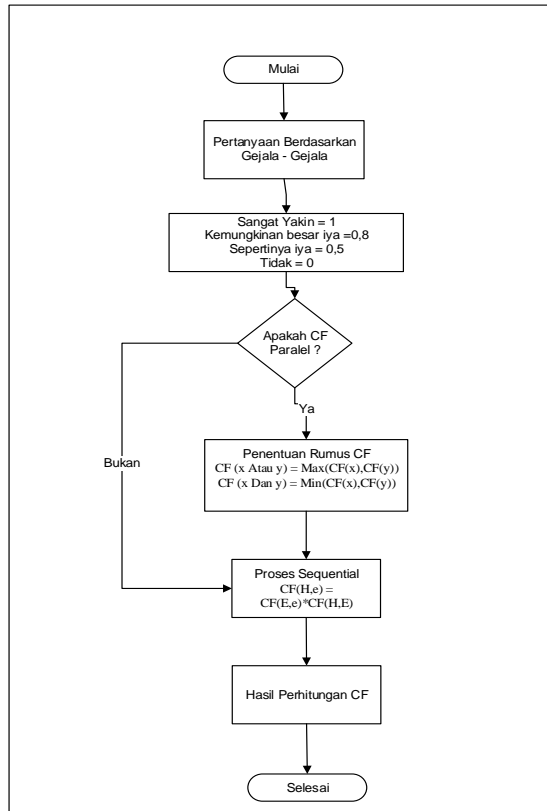 Mulai
Pertanyaan Berdasarkan
Gejala - Gejala
Sangat Yakin = 1
Kemungkinan besar iya =0,8
Sepertinya iya = 0,5
Tidak = 0
Apakah CF
Paralel ?
Ya
Bukan
Penentuan Rumus CF
CF (x Atau y) = Max(CF(x),CF(y))
CF (x Dan y) = Min(CF(x),CF(y))
Proses Sequential
CF(H,e) =
CF(E,e)*CF(H,E)
Hasil Perhitungan CF
Selesai